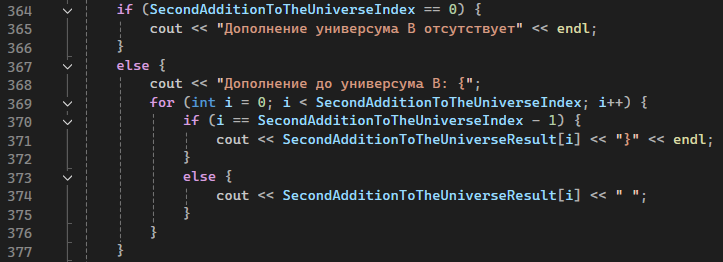 364 if (SecondAdditionToTheUniverseIndex == 0) {
365 cout << "Дополнение универсума B отсутствует" << endl;
366 }
367 else {
368 cout << "Дополнение до универсума B: {";
369 for (int i = 0; i < SecondAdditionToTheUniverseIndex; i++) {
370 if (i == SecondAdditionToTheUniverseIndex - 1) {
371 cout << SecondAdditionToTheUniverseResult[i] << "}" << endl;
372 }
373 else {
374 cout << SecondAdditionToTheUniverseResult[i] << " ";
375 }
376 }
377 }